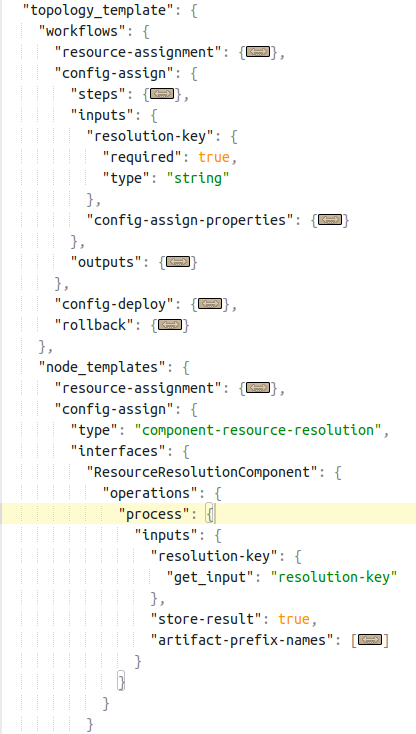 "topology_template": {
"workflows": {
"resource-assignment": {},
"config-assign": {
"steps": {},
"inputs": {
"resolution-key": {
"required": true,
"type": "string"
},
"config-assign-properties": {}
},
"outputs": {}
},
"config-deploy": {},
"rollback": {}
},
"node_templates": {
"resource-assignment": {},
"config-assign": {
"type": "component-resource-resolution",
"interfaces": {
"ResourceResolutionComponent": {
"operations": {
"process": {
"inputs": {
"resolution-key": {
"get_input": "resolution-key"
},
"store-result": true,
"artifact-prefix-names": []
}
}
}
}